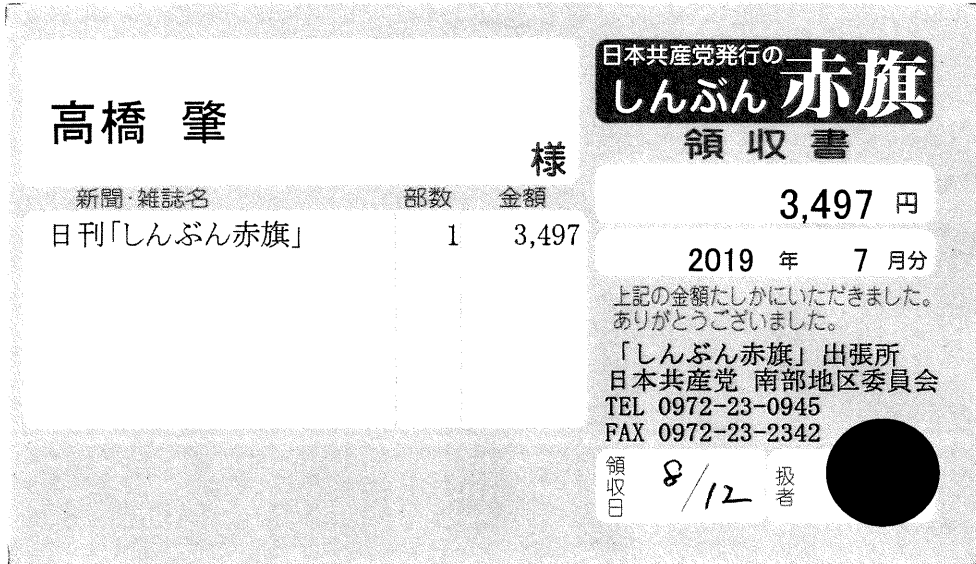 高橋 肇
様
新聞・雑誌名 部数 金額
日刊「しんぶん赤旗」 1 3,497
日本共産党発行の
しんぶん赤旗
領収書
3,497 円
2019 年 7 月分
上記の金額たしかにいただきました。
ありがとうございました。
「しんぶん赤旗」出張所
日本共産党 南部地区委員会
TEL 0972-23-0945
FAX 0972-23-2342
領収日 8/12 扱者